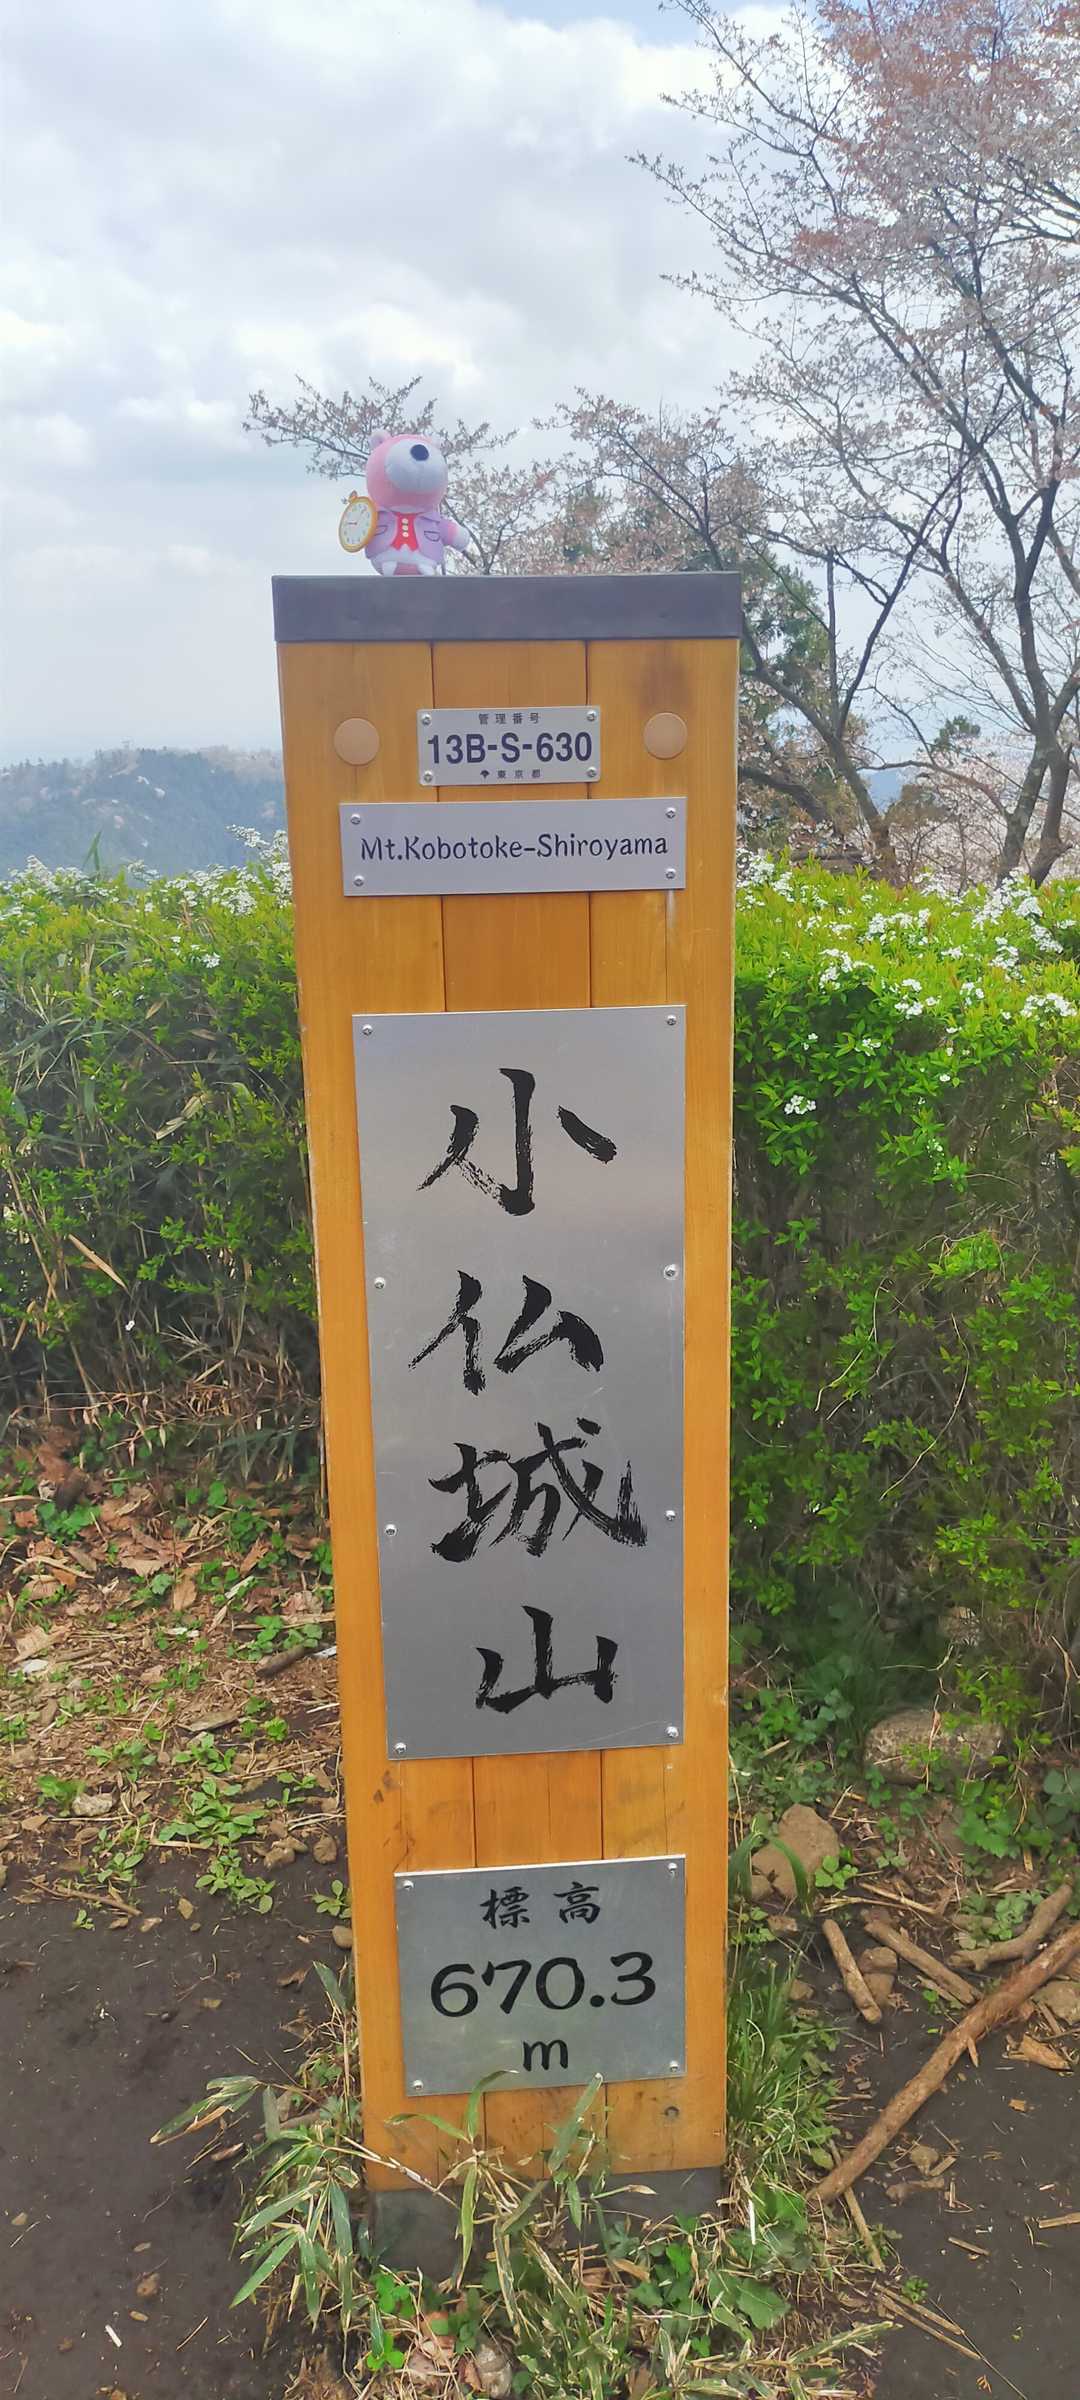 管理番号
13B-S-630
東京都
Mt.Kobotoke-Shiroyama
小仏城山
標高
670.3
m